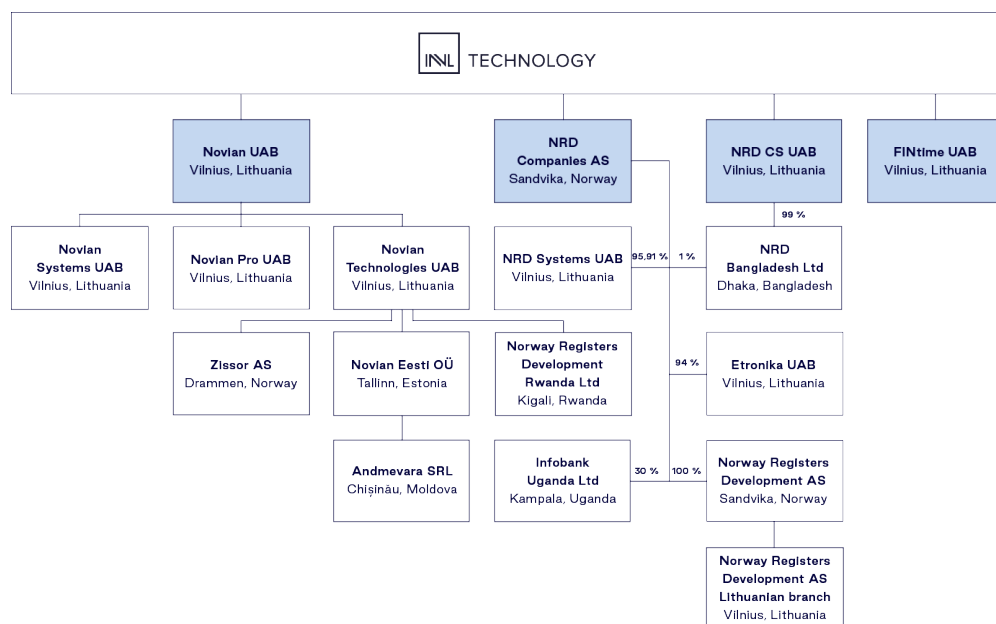 INVL TECHNOLOGY
Novian UAB
Vilnius, Lithuania
NRD
Companies AS
Sandvika, Norway
NRD CS UAB
Vilnius, Lithuania
FINtime UAB
Vilnius, Lithuania
99 %
Novian
Systems UAB
Vilnius, Lithuania
Novian Pro UAB
Vilnius, Lithuania
Novian
Technologies UAB
Vilnius, Lithuania
NRD Systems UAB
Vilnius, Lithuania
95,91 %
1 %
NRD
Bangladesh Ltd
Dhaka, Bangladesh
Zissor AS
Drammen, Norway
Novian Eesti OÜ
Tallinn, Estonia
Norway Registers
Development
Rwanda Ltd
Kigali, Rwanda
94 %
Etronika UAB
Vilnius, Lithuania
Andmevara SRL
Chișinău, Moldova
Infobank
Uganda Ltd
Kampala, Uganda
30 %
100 %
Norway Registers
Development AS
Sandvika, Norway
Norway Registers
Development AS
Lithuanian branch
Vilnius, Lithuania